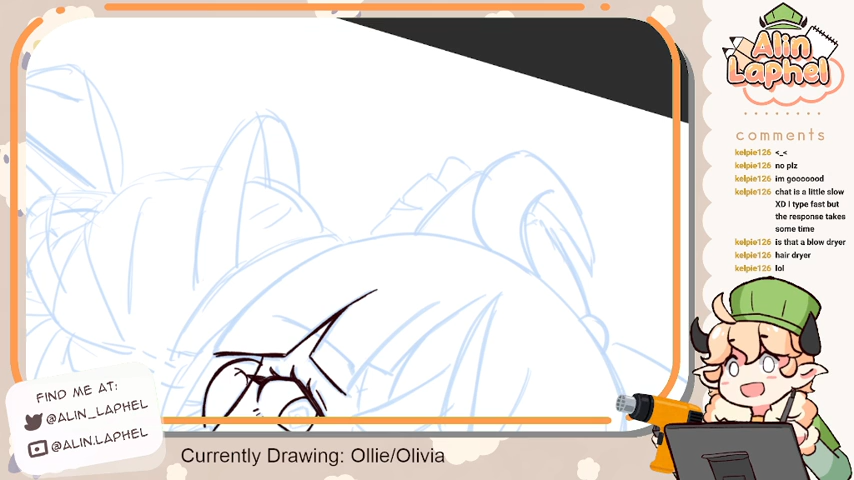 Alin
Laphel
comments
kelpie126 <_<
kelpie126 no plz
kelpie126 im gooooood
kelpie126 chat is a little slow
XD I type fast but
the response takes
some time
kelpie126 is that a blow dryer
kelpie126 hair dryer
kelpie126 lol
FIND ME AT:
@ALIN_LAPHEL
@ALIN.LAPHEL
Currently Drawing: Ollie/Olivia